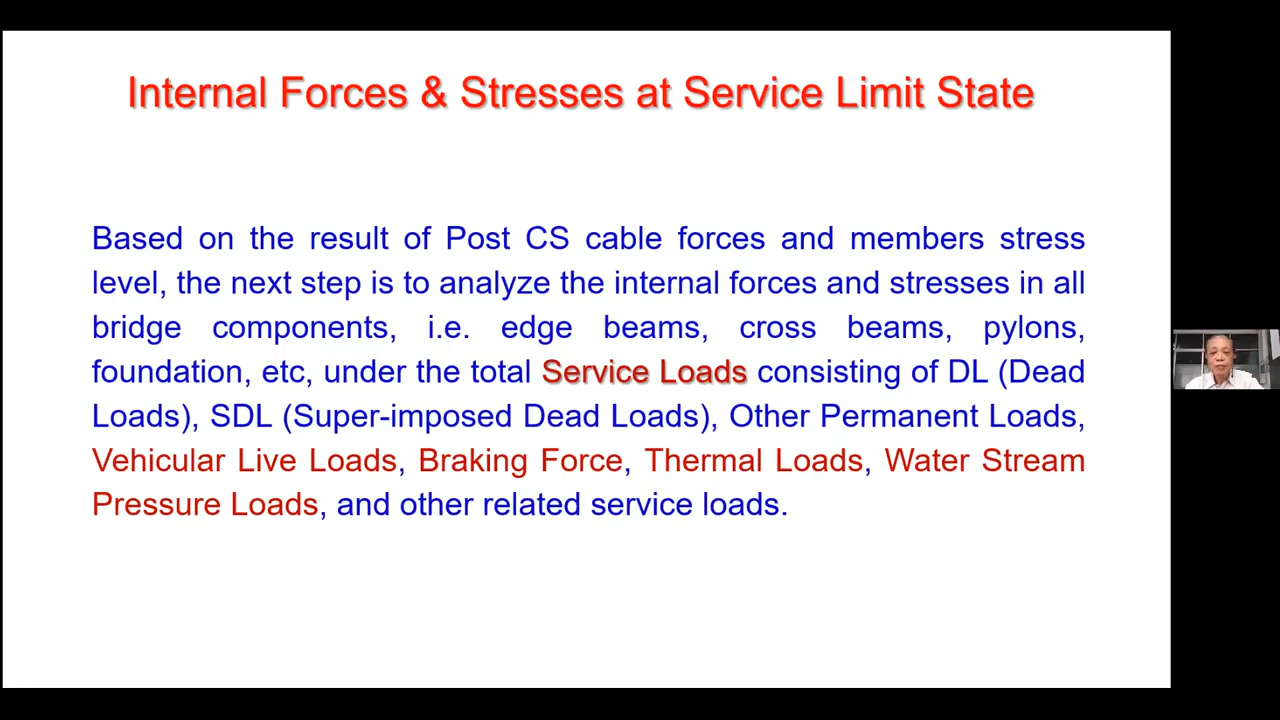 Internal Forces & Stresses at Service Limit State
Based on the result of Post CS cable forces and members stress
level, the next step is to analyze the internal forces and stresses in all
bridge components, i.e. edge beams, cross beams, pylons,
foundation, etc, under the total Service Loads consisting of DL (Dead
Loads), SDL (Super-imposed Dead Loads), Other Permanent Loads,
Vehicular Live Loads, Braking Force, Thermal Loads, Water Stream
Pressure Loads, and other related service loads.